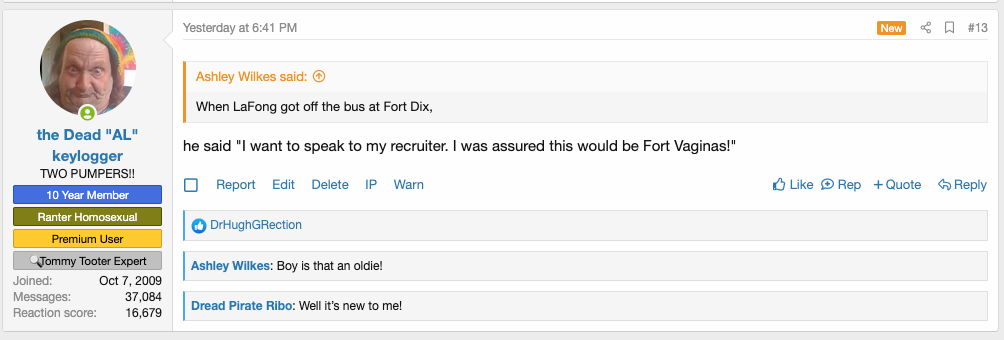 Yesterday at 6:41 PM
New
#13
the Dead "AL"
keylogger
TWO PUMPERS!!
10 Year Member
Ranter Homosexual
Premium User
Tommy Tooter Expert
Joined: Oct 7, 2009
Messages: 37,084
Reaction score: 16,679
Ashley Wilkes said:
When LaFong got off the bus at Fort Dix,
he said "I want to speak to my recruiter. I was assured this would be Fort Vaginas!"
Report Edit Delete IP Warn
Like Rep +Quote Reply
DrHughGRection
Ashley Wilkes: Boy is that an oldie!
Dread Pirate Ribo: Well it's new to me!